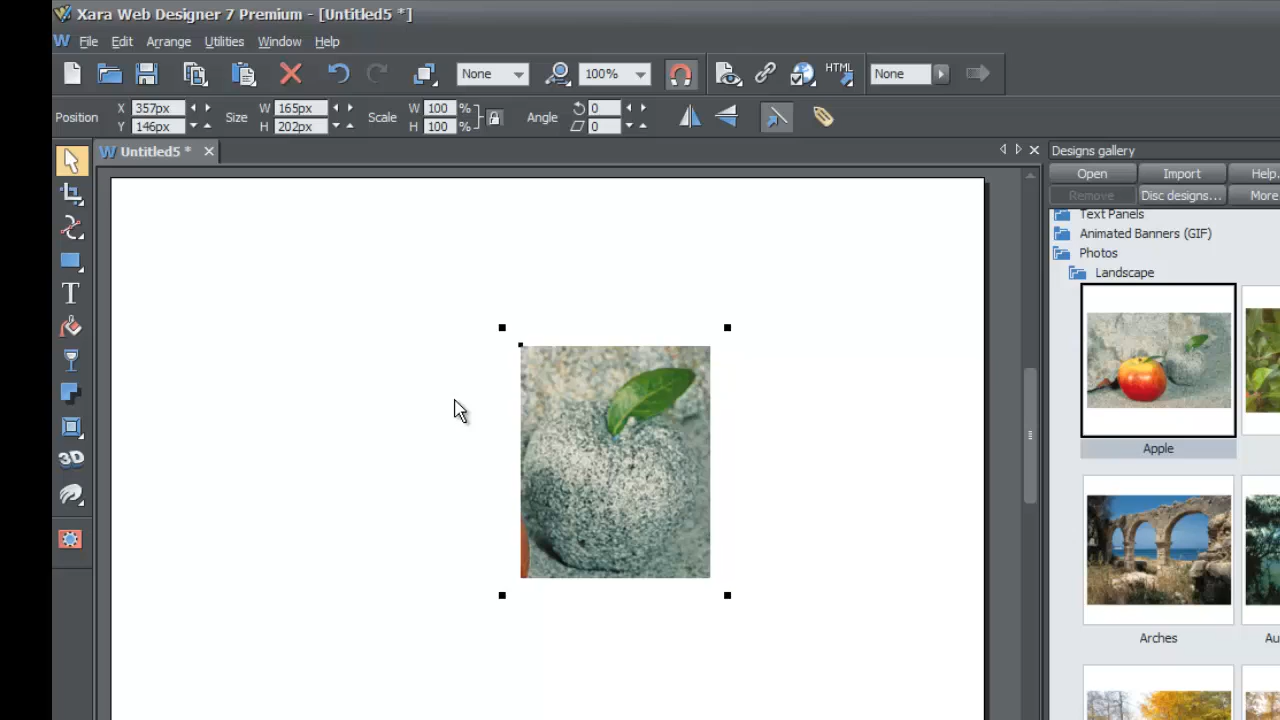 Xara Web Designer 7 Premium - [Untitled5 *]
W File Edit Arrange Utilities Window Help
None 100% HTML None
Position X 357px Size W 165px Scale W 100 % Angle 0
Y 146px H 202px H 100 % 0
W Untitled5 *
Designs gallery
Open Import Help.
Remove Disc designs... More
Text Panels
Animated Banners (GIF)
Photos
Landscape
T
3D
Apple
Arches
Au